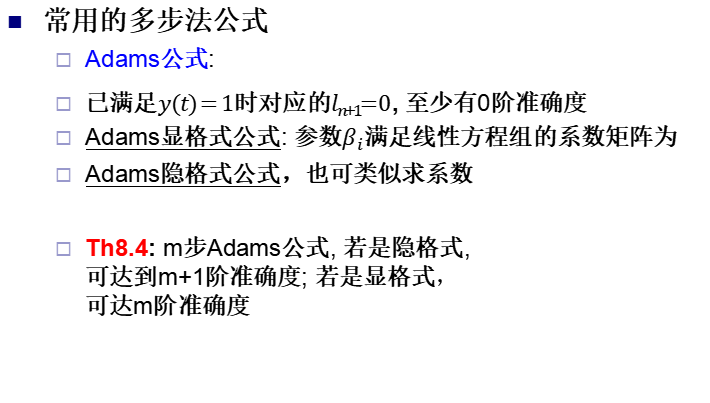 常用的多步法公式
Adams公式:
已满足y(t) = 1时对应的lₙ₊₁=0, 至少有0阶准确度
Adams显格式公式: 参数βᵢ满足线性方程组的系数矩阵为
Adams隐格式公式，也可类似求系数
Th8.4: m步Adams公式, 若是隐格式,
可达到m+1阶准确度; 若是显格式，
可达m阶准确度